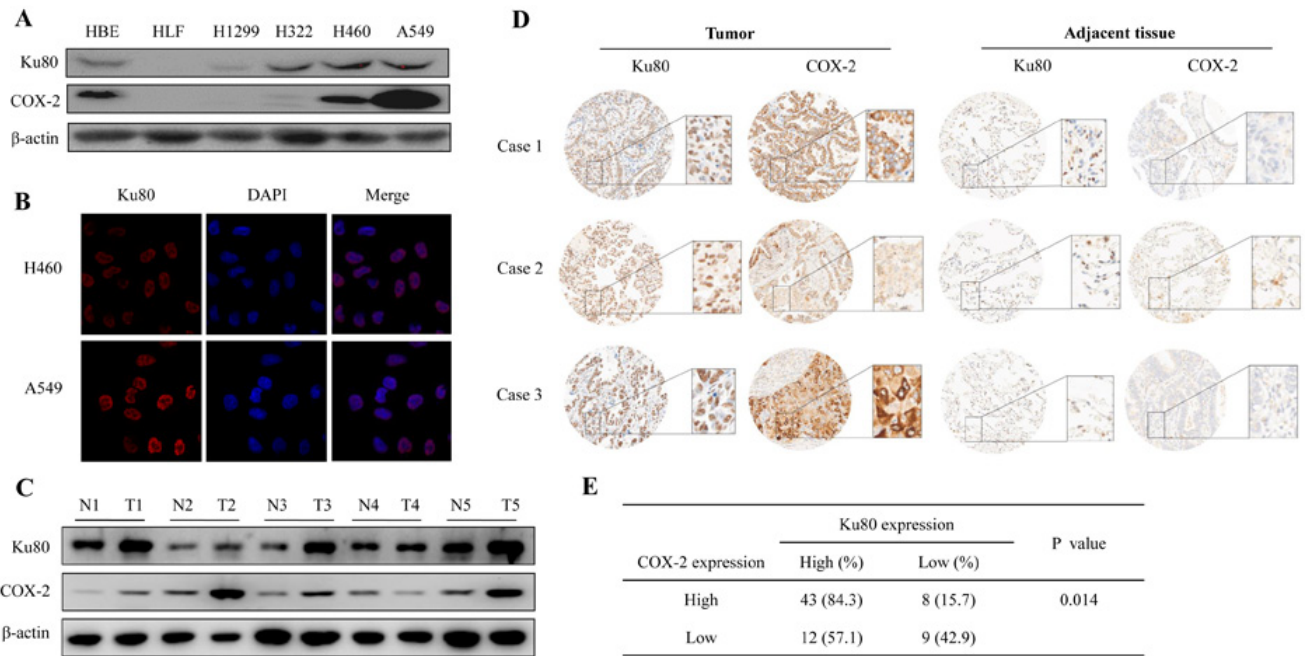 A
HBE HLF H1299 H322 H460 A549
Ku80
COX-2
β-actin
B
Ku80 DAPI Merge
H460
A549
C
N1 T1 N2 T2 N3 T3 N4 T4 N5 T5
Ku80
COX-2
β-actin
D
Tumor Adjacent tissue
Ku80 COX-2 Ku80 COX-2
Case 1
Case 2
Case 3
E
Ku80 expression
P value
COX-2 expression High (%) Low (%)
High 43 (84.3) 8 (15.7) 0.014
Low 12 (57.1) 9 (42.9)